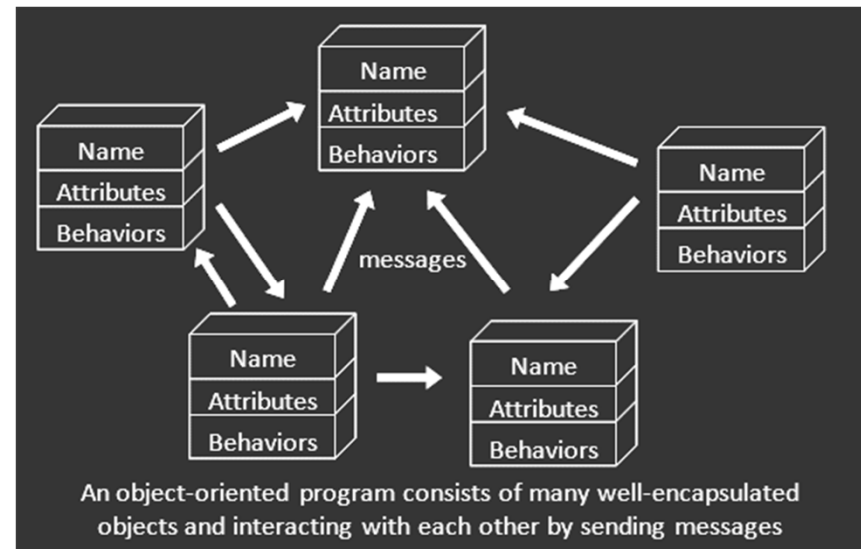 Name
Attributes
Behaviors
Name
Attributes
Behaviors
Name
Attributes
Behaviors
messages
Name
Attributes
Behaviors
Name
Attributes
Behaviors
An object-oriented program consists of many well-encapsulated
objects and interacting with each other by sending messages